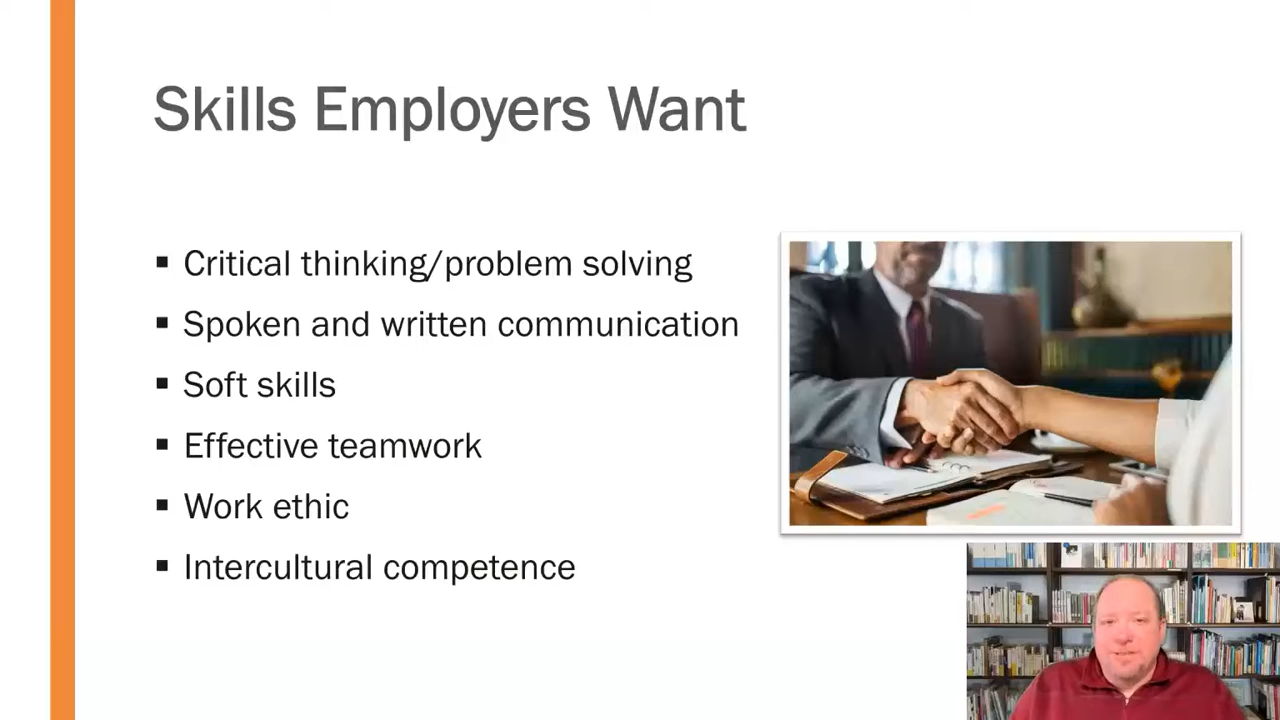 Skills Employers Want
Critical thinking/problem solving
Spoken and written communication
Soft skills
Effective teamwork
Work ethic
Intercultural competence